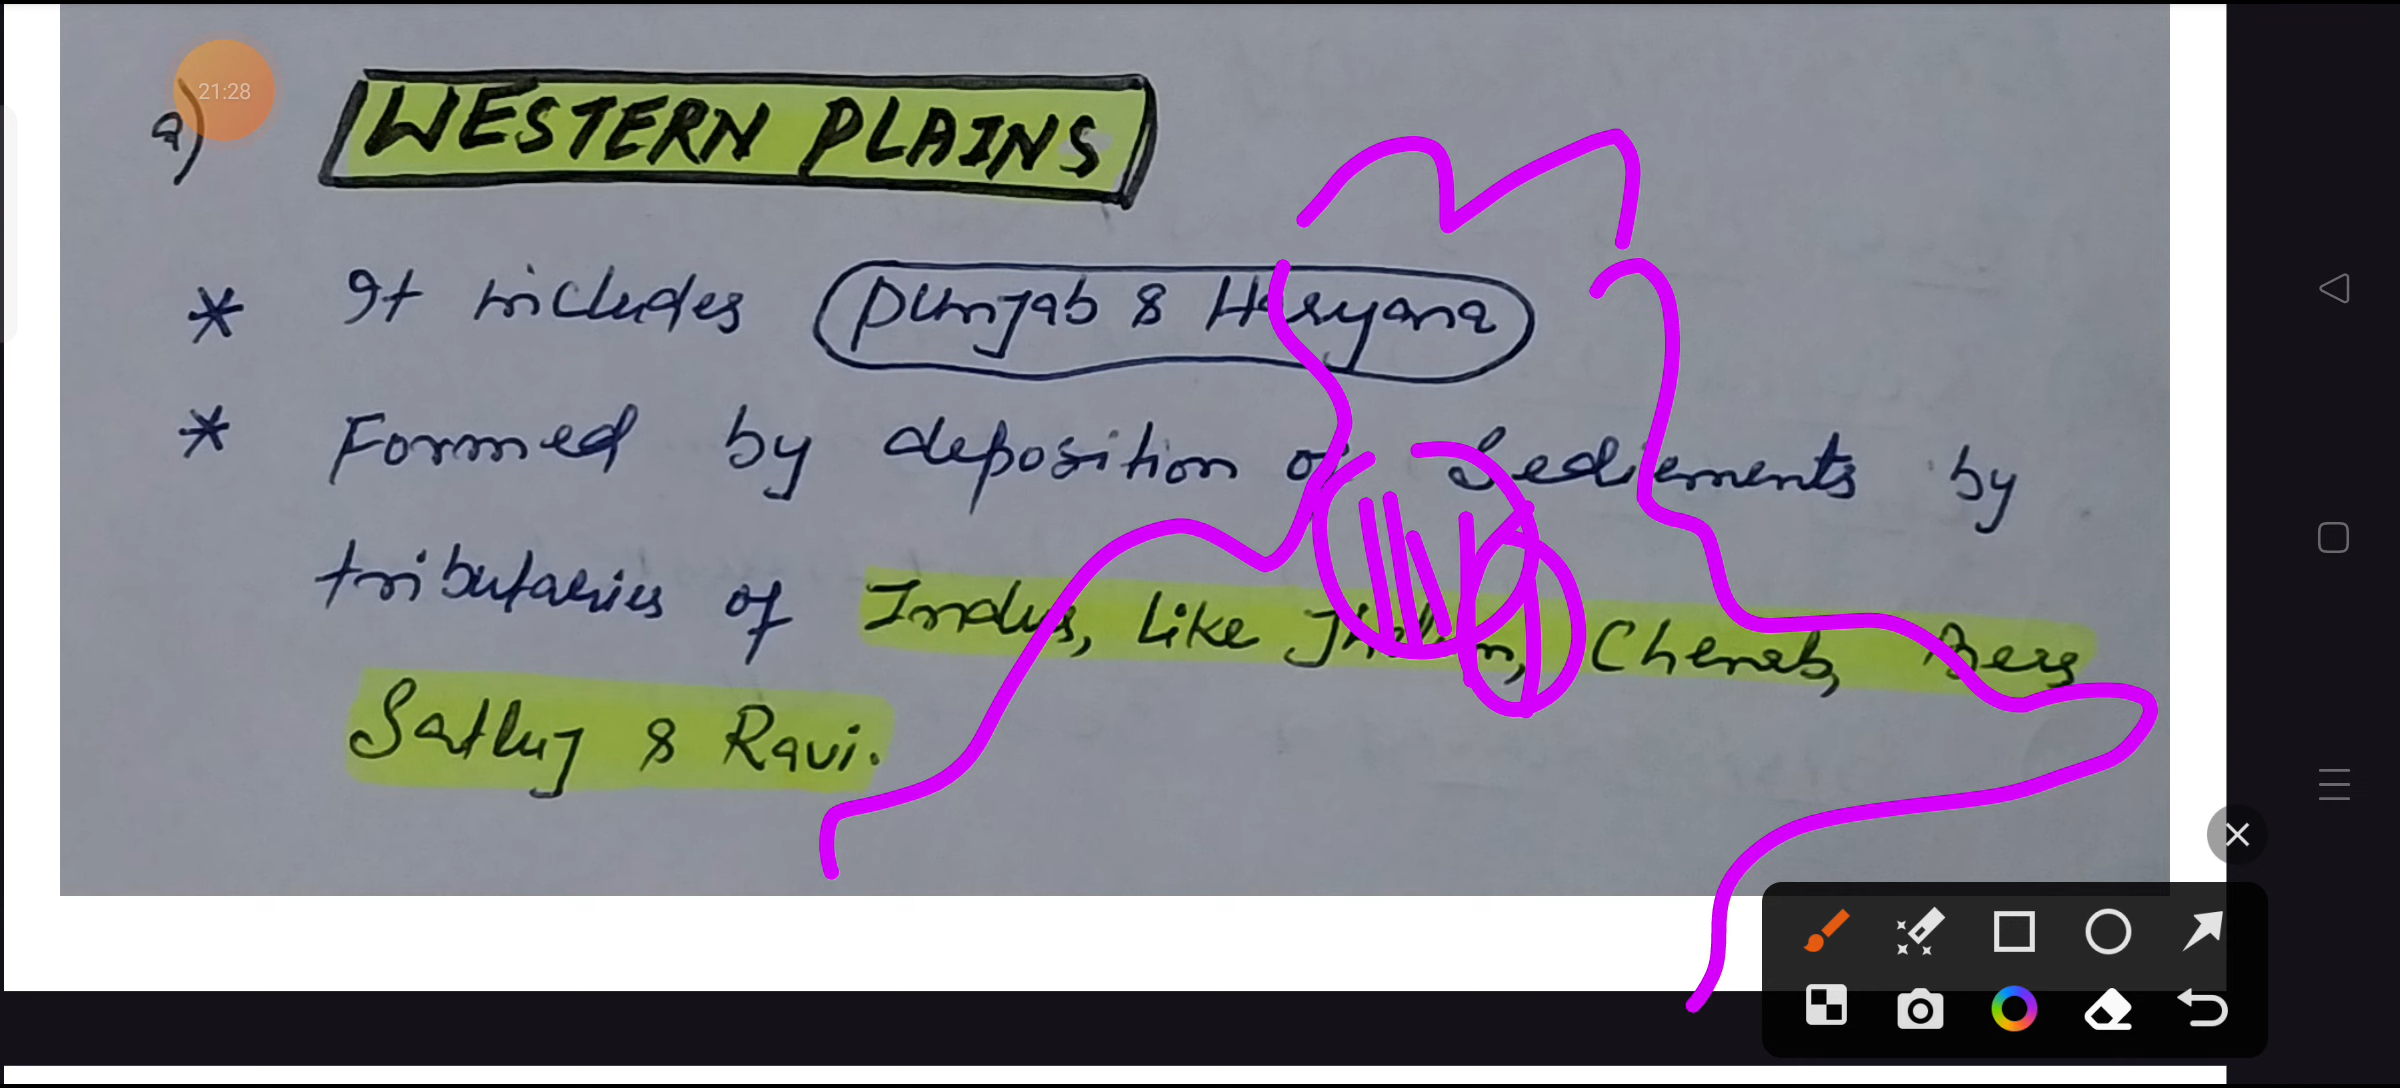 21:28
a) WESTERN PLAINS
* It includes Punjab & Haryana
* Formed by deposition of Sediements by
tributaries of Indus, Like Jhelum, Chenab, Beas
Satluj & Ravi.